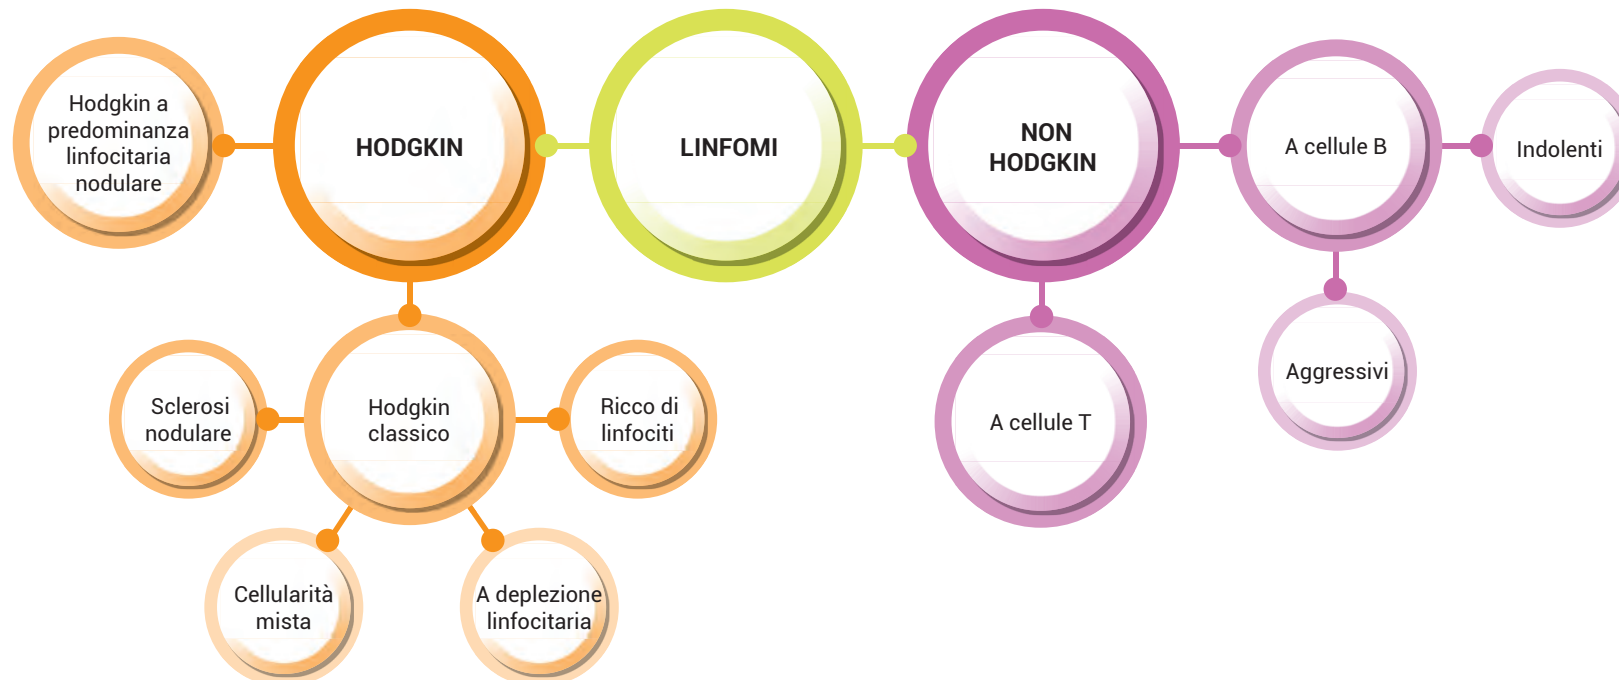 Hodgkin a
predominanza
linfocitaria
nodulare
HODGKIN
LINFOMI
NON
HODGKIN
A cellule B
Indolenti
Sclerosi
nodulare
Hodgkin
classico
Ricco di
linfociti
A cellule T
Aggressivi
Cellularità
mista
A deplezione
linfocitaria